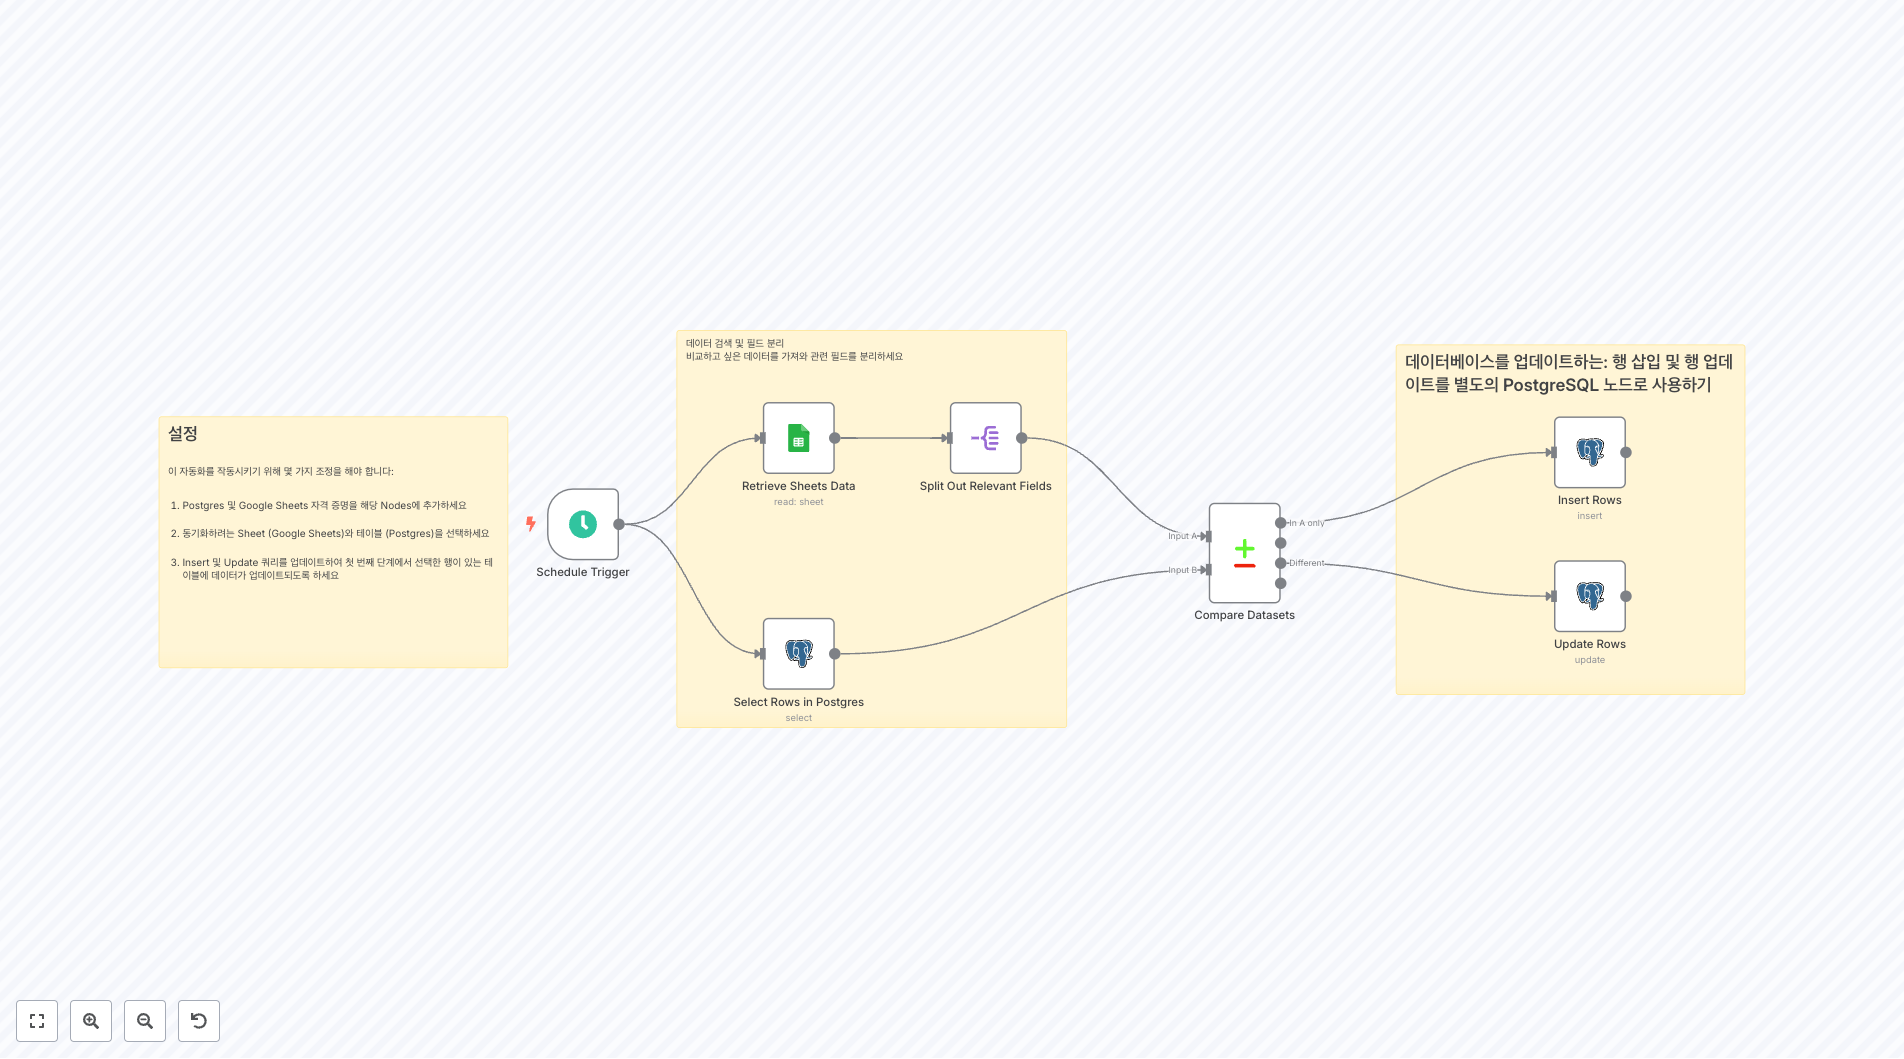 설정
이 자동화를 작동시키기 위해 몇 가지 조정을 해야 합니다:
1. Postgres 및 Google Sheets 자격 증명을 해당 Nodes에 추가하세요
2. 동기화하려는 Sheet (Google Sheets)와 테이블 (Postgres)을 선택하세요
3. Insert 및 Update 쿼리를 업데이트하여 첫 번째 단계에서 선택한 행이 있는 테
이블에 데이터가 업데이트되도록 하세요
Schedule Trigger
데이터 검색 및 필드 분리
비교하고 싶은 데이터를 가져와 관련 필드를 분리하세요
Retrieve Sheets Data
read: sheet
Split Out Relevant Fields
Select Rows in Postgres
select
Input A
Input B
In A only
Different
Compare Datasets
데이터베이스를 업데이트하는: 행 삽입 및 행 업데
이트를 별도의 PostgreSQL 노드로 사용하기
Insert Rows
insert
Update Rows
update